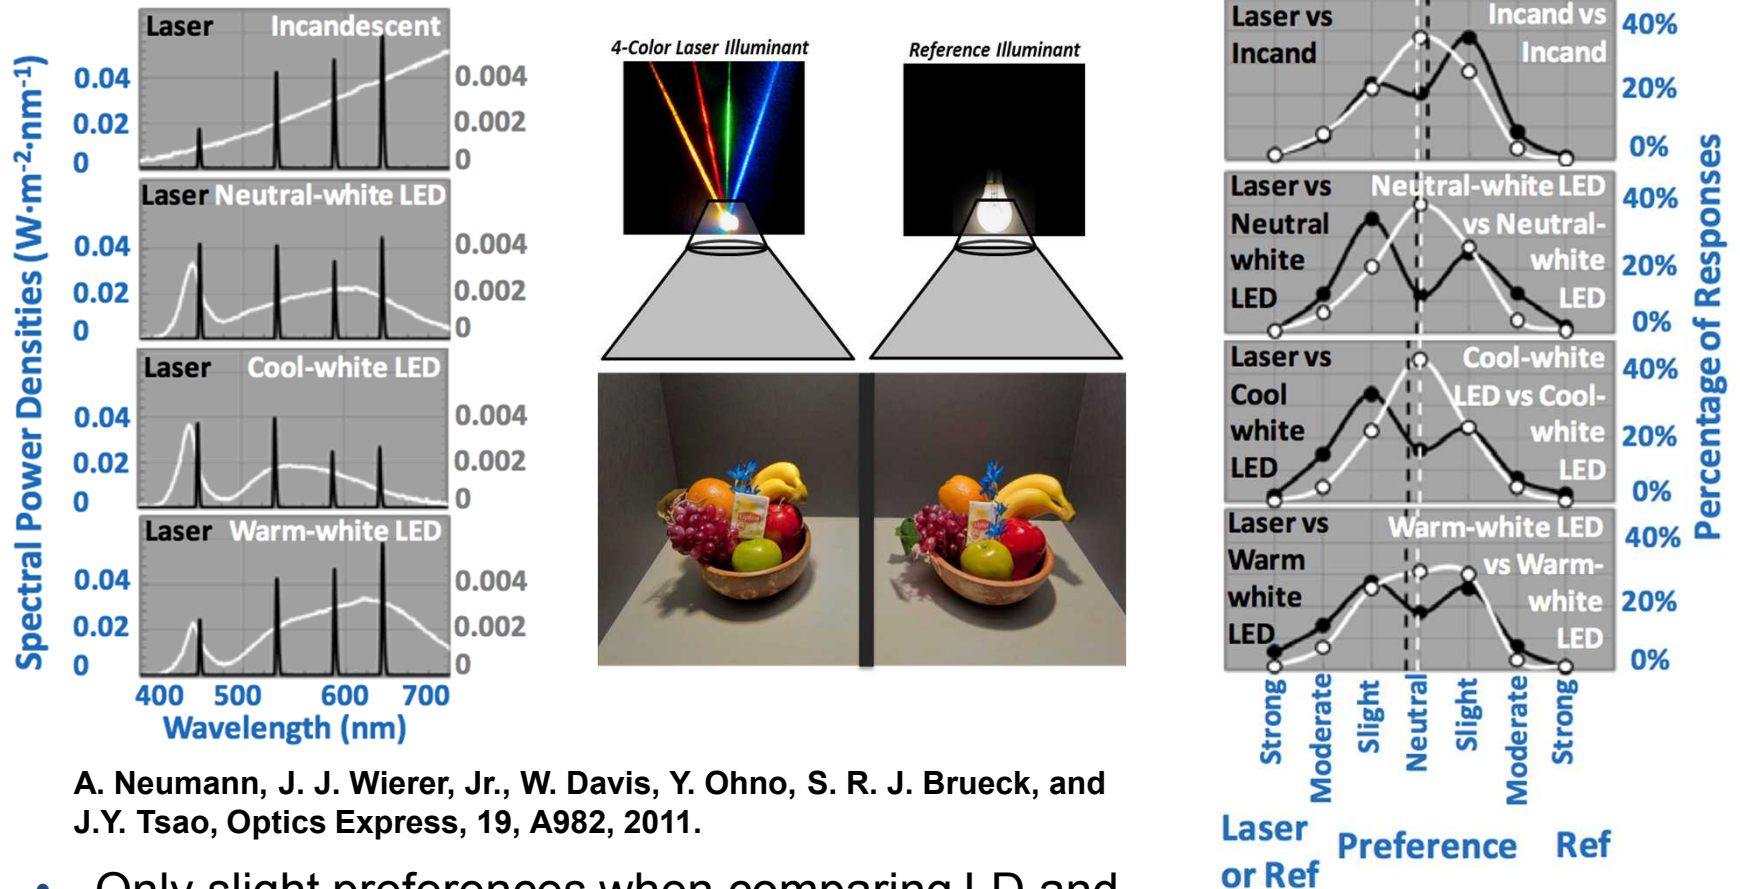 Laser Incandescent
0.04
0.02
0
0.004
0.002
0
Laser Neutral-white LED
0.04
0.02
0
0.004
0.002
0
Laser Cool-white LED
0.04
0.02
0
0.004
0.002
0
Laser Warm-white LED
0.04
0.02
0
0.004
0.002
0
Spectral Power Densities (W·m⁻²·nm⁻¹)
400 500 600 700
Wavelength (nm)
4-Color Laser Illuminant
Reference Illuminant
Lipton
Laser vs
Incand
Incand vs
Incand
40%
20%
0%
Laser vs
Neutral
white
LED
Neutral-white LED
vs Neutral-
white
LED
40%
20%
0%
Laser vs
Cool
white
LED
Cool-white
LED vs Cool-
white
LED
40%
20%
0%
Laser vs
Warm
white
LED
Warm-white LED
vs Warm-
white
LED
40%
20%
0%
Percentage of Responses
Strong
Moderate
Slight
Neutral
Slight
Moderate
Strong
Laser
or Ref
Preference
Ref
A. Neumann, J. J. Wierer, Jr., W. Davis, Y. Ohno, S. R. J. Brueck, and
J.Y. Tsao, Optics Express, 19, A982, 2011.
• Only slight preferences when comparing LD and